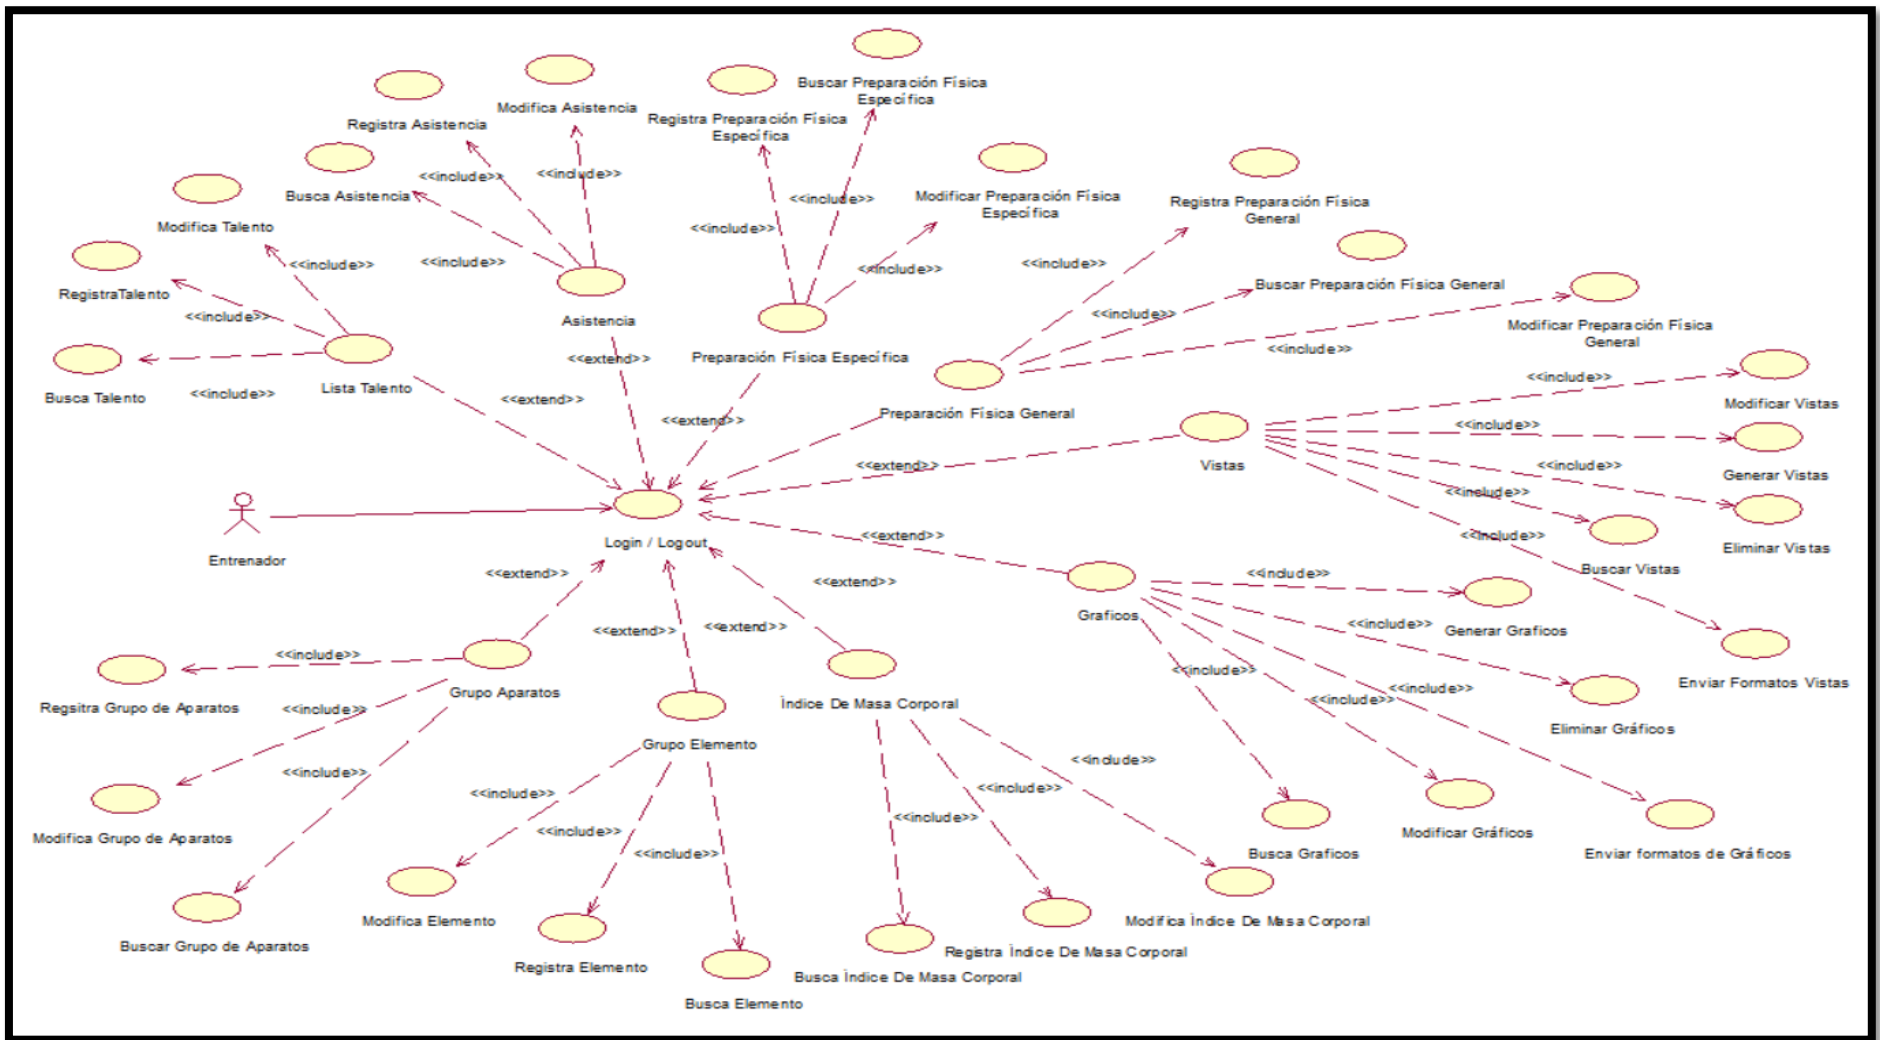 Buscar Preparación Física
Específica
Modifica Asistencia
Registra Asistencia
Registra Preparación Física
Específica
<<include>>
<<include>>
Busca Asistencia
<<include>>
Modificar Preparación Física
Específica
Registra Preparación Física
General
Modifica Talento
<<include>>
<<include>>
<<include>>
<<include>>
<<include>>
RegistraTalento
<<include>>
Asistencia
<<include>>
Buscar Preparación Física General
<<include>>
Modificar Preparación Física
General
<<include>>
<<extend>>
Preparación Física Específica
Lista Talento
Busca Talento
<<include>>
<<extend>>
<<extend>>
Preparación Física General
<<include>>
Modificar Vistas
<<include>>
<<extend>>
Vistas
<<include>>
Generar Vistas
<<include>>
Entrenador
Login / Logout
<<extend>>
<<include>>
Eliminar Vistas
Buscar Vistas
<<extend>>
<<extend>>
<<include>>
Graficos
Generar Graficos
<<include>>
<<extend>>
<<extend>>
<<include>>
Grupo Aparatos
Regsitra Grupo de Aparatos
<<include>>
Índice De Masa Corporal
<<include>>
<<include>>
<<include>>
Enviar Formatos Vistas
Eliminar Gráficos
Grupo Elemento
<<include>>
<<include>>
<<include>>
<<include>>
<<include>>
<<include>>
<<include>>
Modifica Grupo de Aparatos
Modificar Gráficos
Busca Graficos
Enviar formatos de Gráficos
Modifica Elemento
Modifica Índice De Masa Corporal
Buscar Grupo de Aparatos
Registra Índice De Masa Corporal
Registra Elemento
Busca Índice De Masa Corporal
Busca Elemento